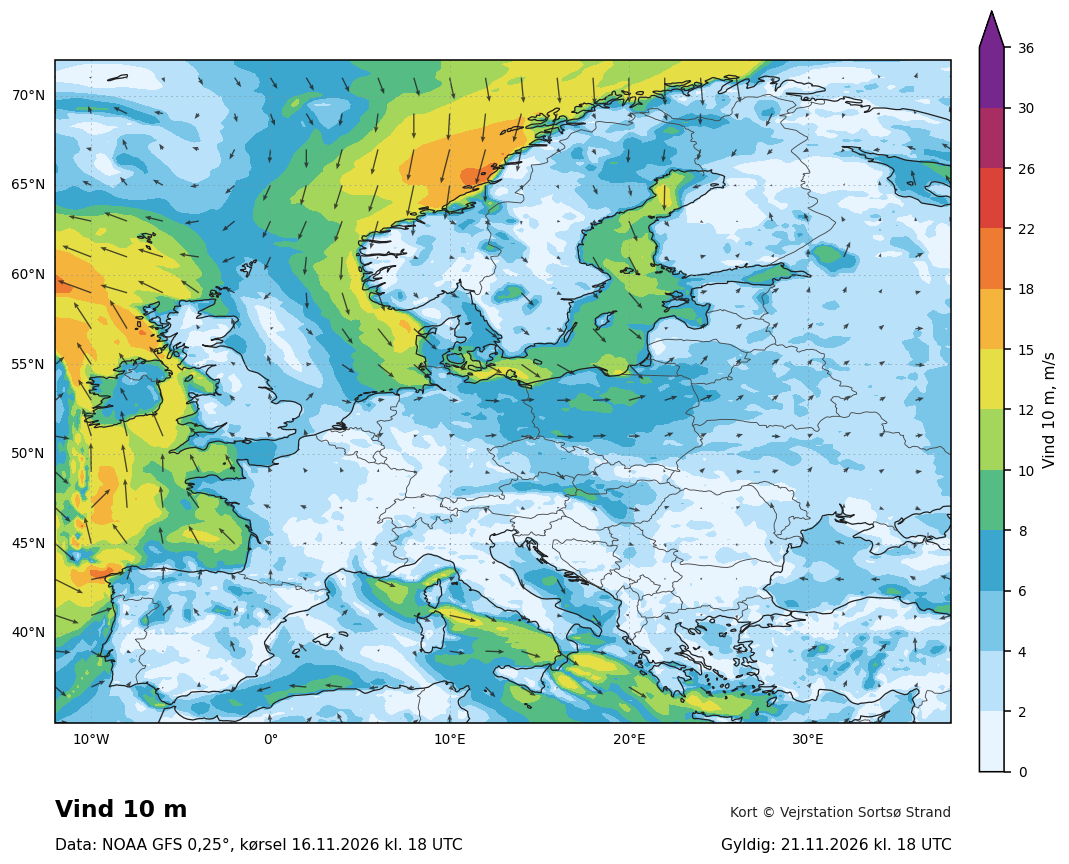 70°N
65°N
60°N
55°N
50°N
45°N
40°N
10°W
0°
10°E
20°E
30°E
36
30
26
22
18
15
12
10
8
6
4
2
0
Vind 10 m, m/s
Vind 10 m
Kort © Vejrstation Sortsø Strand
Data: NOAA GFS 0,25°, kørsel 16.11.2026 kl. 18 UTC
Gyldig: 21.11.2026 kl. 18 UTC